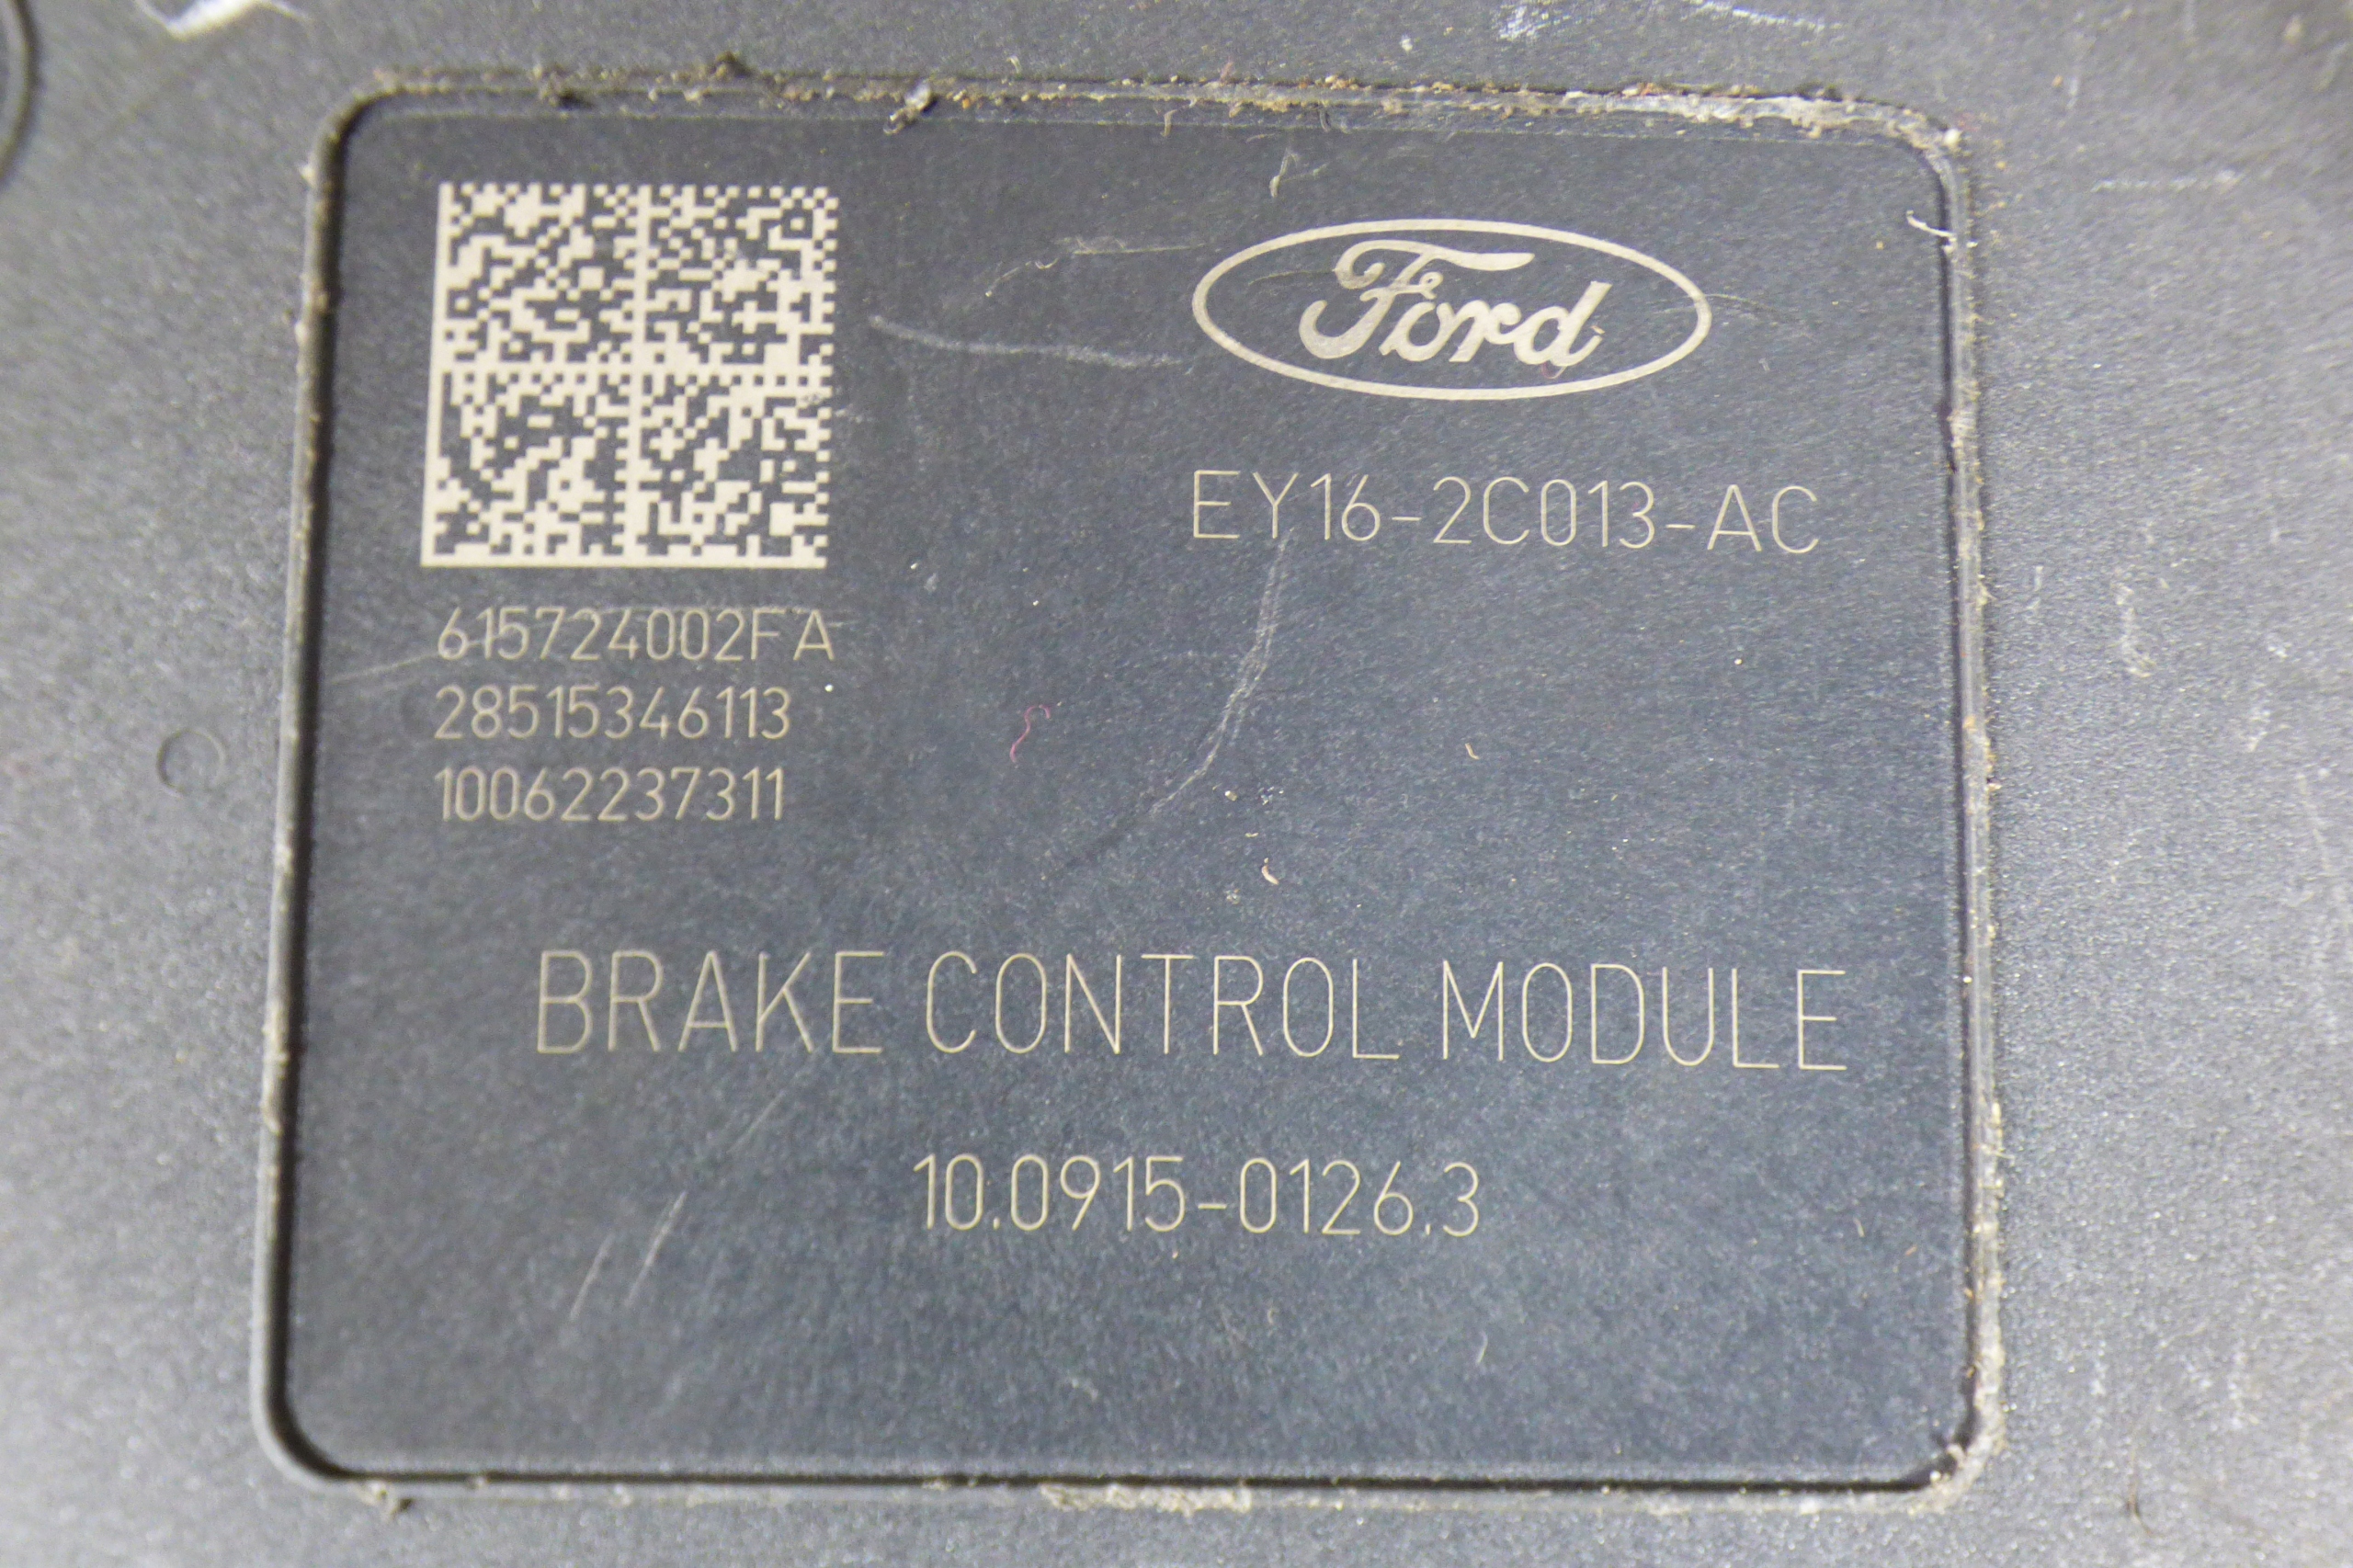 Ford
EY16-2C013-AC
615724002FA
28515346113
10062237311
BRAKE CONTROL MODULE
10.0915-0126.3